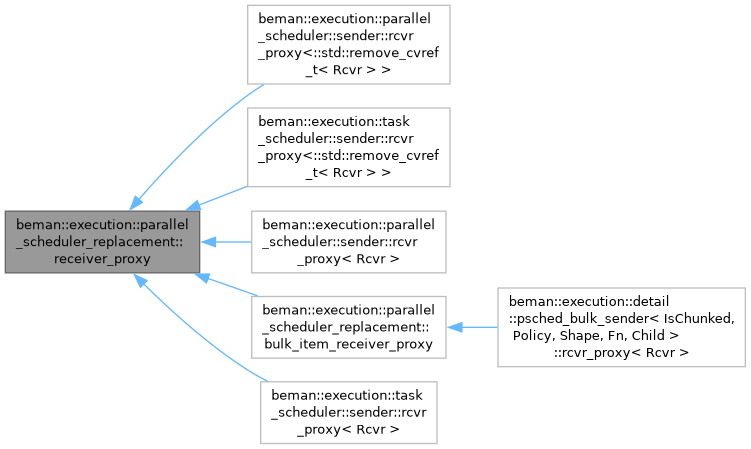 beman::execution::parallel
_scheduler::sender::rcvr
_proxy<::std::remove_cvref
_t< Rcvr > >
beman::execution::task
_scheduler::sender::rcvr
_proxy<::std::remove_cvref
_t< Rcvr > >
beman::execution::parallel
_scheduler_replacement::
receiver_proxy
beman::execution::parallel
_scheduler::sender::rcvr
_proxy< Rcvr >
beman::execution::parallel
_scheduler_replacement::
bulk_item_receiver_proxy
beman::execution::detail
::psched_bulk_sender< IsChunked,
Policy, Shape, Fn, Child >
::rcvr_proxy< Rcvr >
beman::execution::task
_scheduler::sender::rcvr
_proxy< Rcvr >